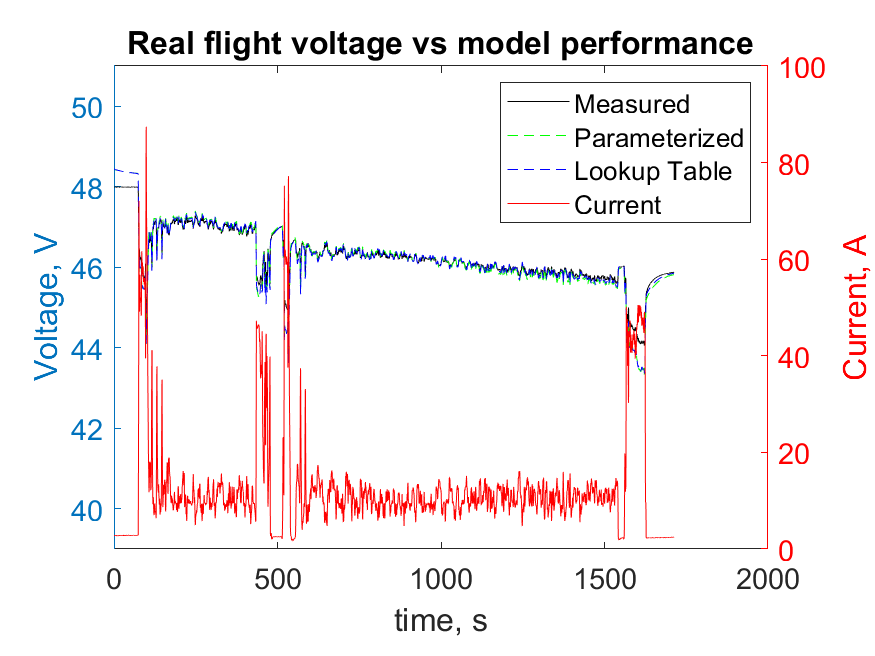 Real flight voltage vs model performance
Measured
Parameterized
Lookup Table
Current
50
48
46
44
42
40
Voltage, V
100
80
60
40
20
0
Current, A
0
500
1000
1500
2000
time, s